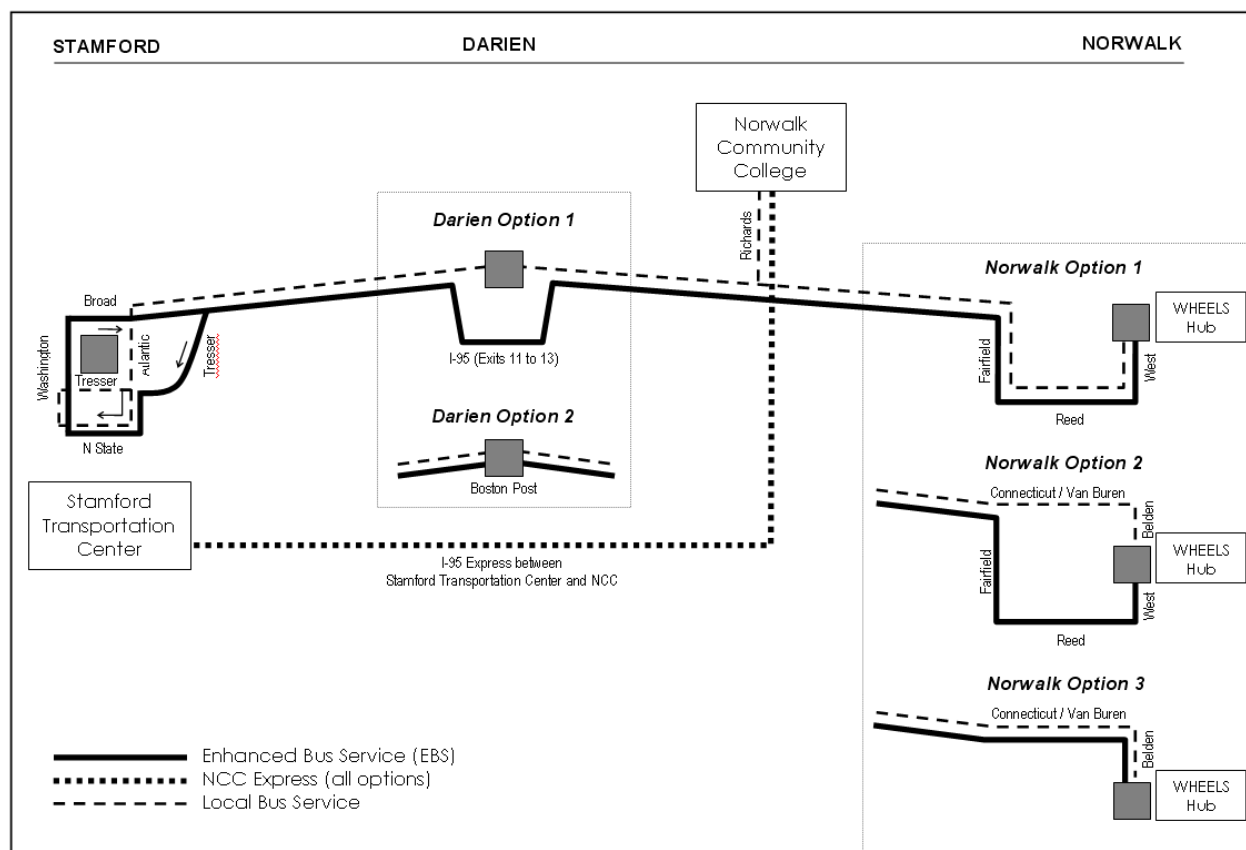 STAMFORD
DARIEN
NORWALK
Norwalk
Community
College
Richards
Darien Option 1
I-95 (Exits 11 to 13)
Darien Option 2
Boston Post
Broad
Washington
Atlantic
Tresser
Tresser
N State
Stamford
Transportation
Center
I-95 Express between
Stamford Transportation Center and NCC
Norwalk Option 1
WHEELS
Hub
Fairfield
West
Reed
Norwalk Option 2
Connecticut / Van Buren
Belden
WHEELS
Hub
Fairfield
West
Reed
Norwalk Option 3
Connecticut / Van Buren
Belden
WHEELS
Hub
Enhanced Bus Service (EBS)
NCC Express (all options)
Local Bus Service